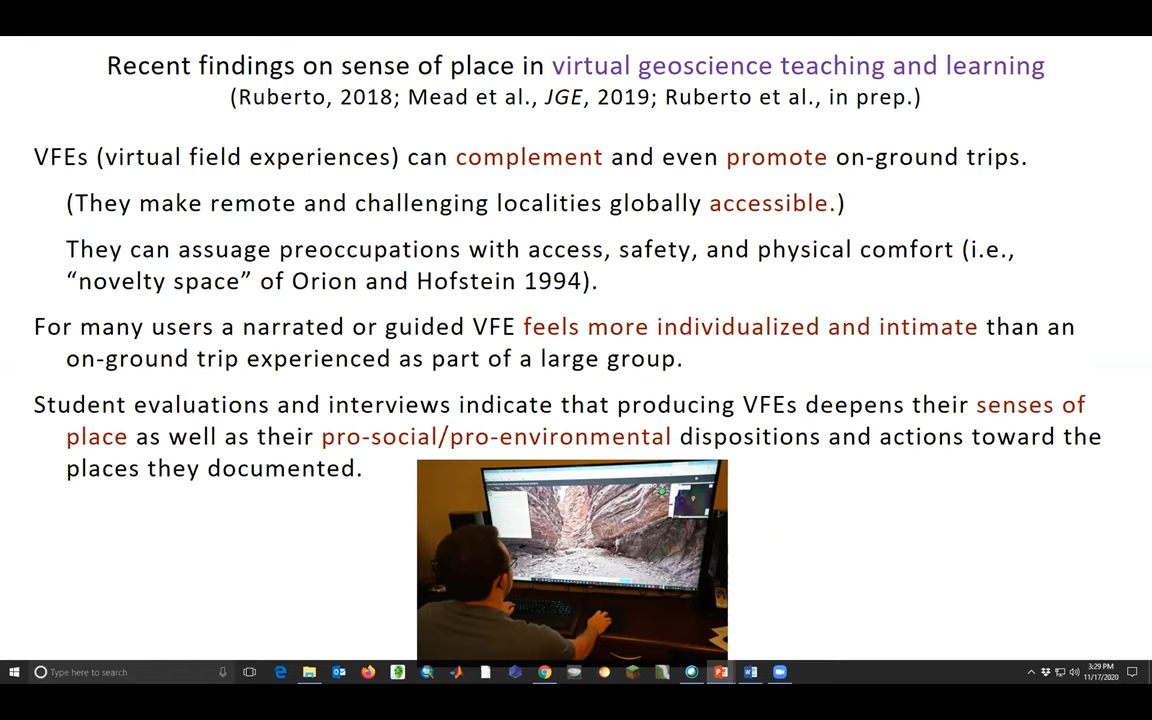 Recent findings on sense of place in virtual geoscience teaching and learning
(Ruberto, 2018; Mead et al., JGE, 2019; Ruberto et al., in prep.)
VFEs (virtual field experiences) can complement and even promote on-ground trips.
(They make remote and challenging localities globally accessible.)
They can assuage preoccupations with access, safety, and physical comfort (i.e.,
“novelty space” of Orion and Hofstein 1994).
For many users a narrated or guided VFE feels more individualized and intimate than an
on-ground trip experienced as part of a large group.
Student evaluations and interviews indicate that producing VFEs deepens their senses of
place as well as their pro-social/pro-environmental dispositions and actions toward the
places they documented.
Type here to search
3:29 PM
11/17/2020